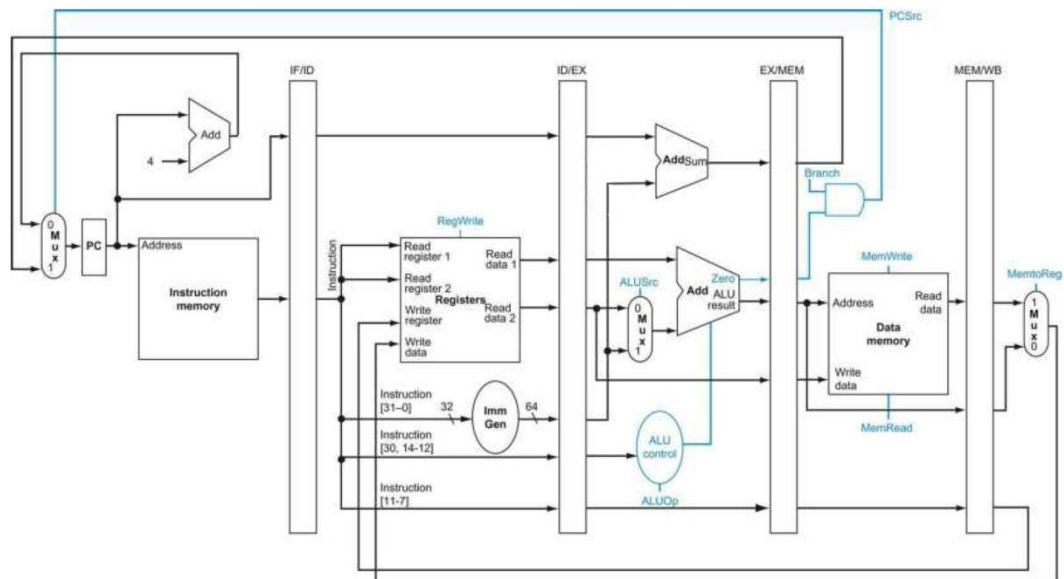 PCSrc
IF/ID
ID/EX
EX/MEM
MEM/WB
Add
4
Add Sum
Branch
0
Mux
1
PC
Address
Instruction
memory
Instruction
RegWrite
Read
register 1
Read
data 1
Read
register 2
Registers
Read
data 2
Write
register
Write
data
ALUSrc
0
Mux
1
Zero
Add
ALU
result
MemWrite
Address
Read
data
Data
memory
Write
data
MemRead
MemtoReg
1
Mux
0
Instruction
[31–0}
32
Imm
Gen
64
Instruction
[30, 14-12]
ALU
control
Instruction
[11-7]
ALUOp